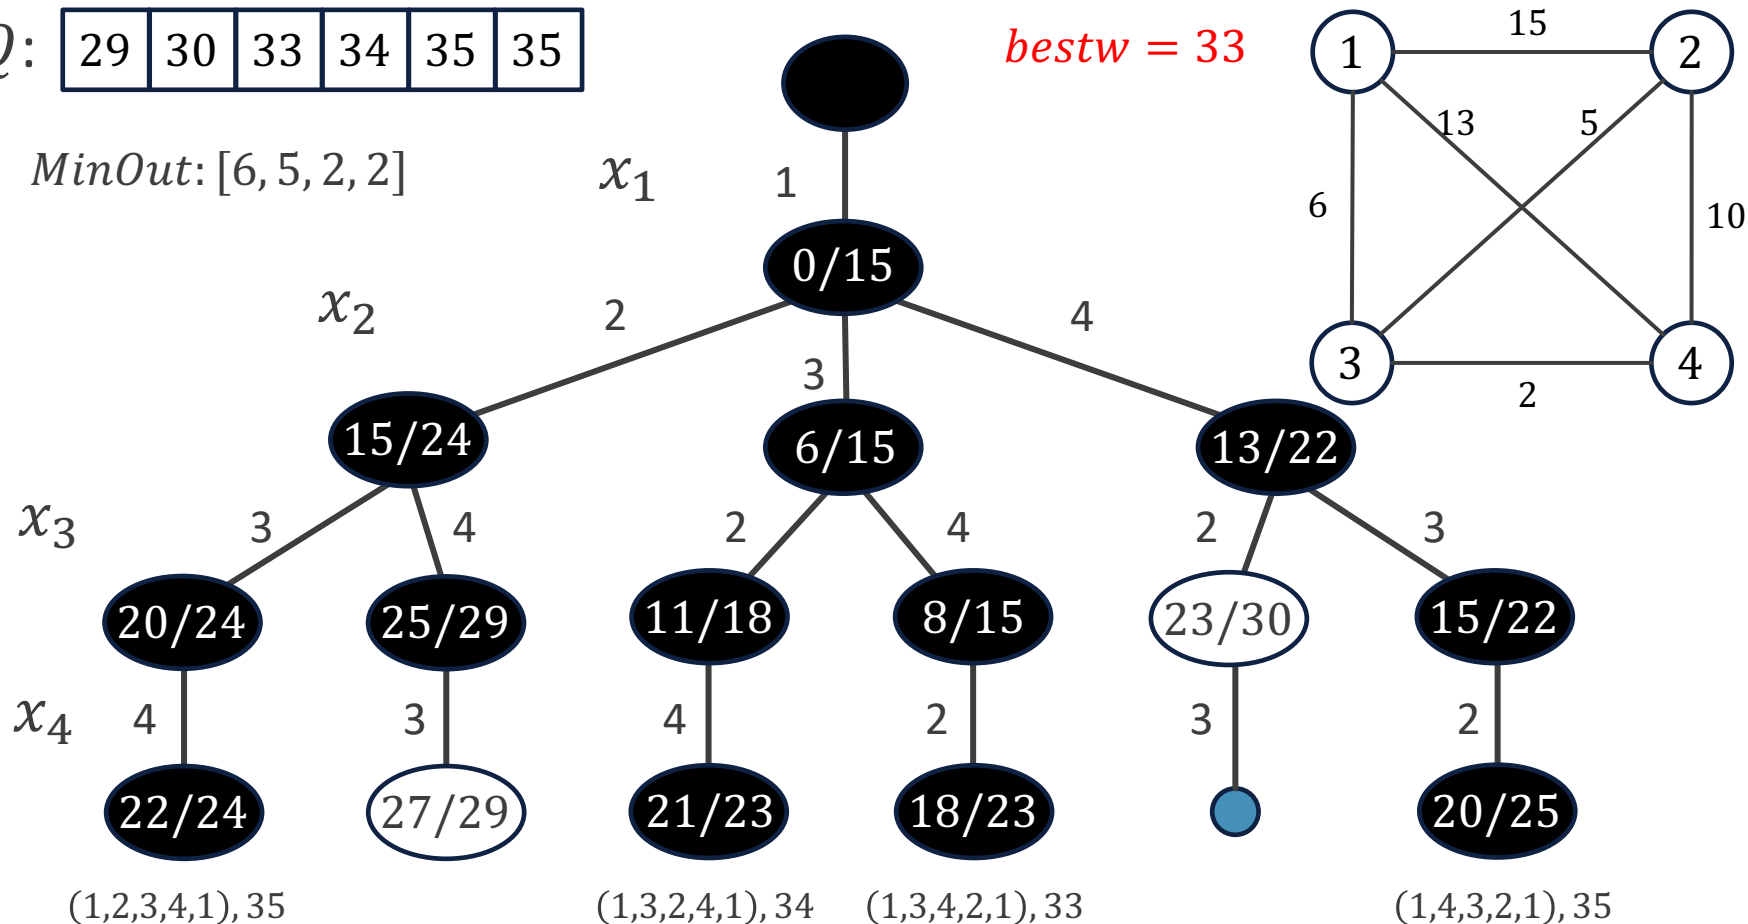 Q: 29 30 33 34 35 35
bestw = 33
MinOut: [6, 5, 2, 2]
1 15 2
13 5
6 10
3 2 4
x₁ 1
0/15
x₂ 2 3 4
15/24 6/15 13/22
x₃ 3 4 2 4 2 3
20/24 25/29 11/18 8/15 23/30 15/22
x₄ 4 3 4 2 3 2
22/24 27/29 21/23 18/23 20/25
(1,2,3,4,1), 35 (1,3,2,4,1), 34 (1,3,4,2,1), 33 (1,4,3,2,1), 35